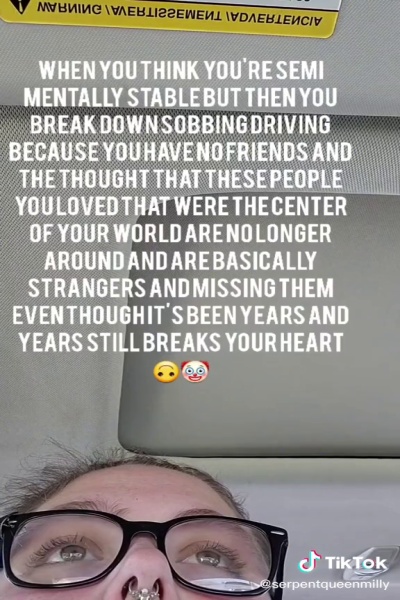 WARNING / AVERTISSEMENT / ADVERTENCIA
WHEN YOU THINK YOU'RE SEMI
MENTALLY STABLE BUT THEN YOU
BREAK DOWN SOBBING DRIVING
BECAUSE YOU HAVE NO FRIENDS AND
THE THOUGHT THAT THESE PEOPLE
YOU LOVED THAT WERE THE CENTER
OF YOUR WORLD ARE NO LONGER
AROUND AND ARE BASICALLY
STRANGERS AND MISSING THEM
EVEN THOUGH IT'S BEEN YEARS AND
YEARS STILL BREAKS YOUR HEART
🙃🤡
TikTok
@serpentqueenmilly